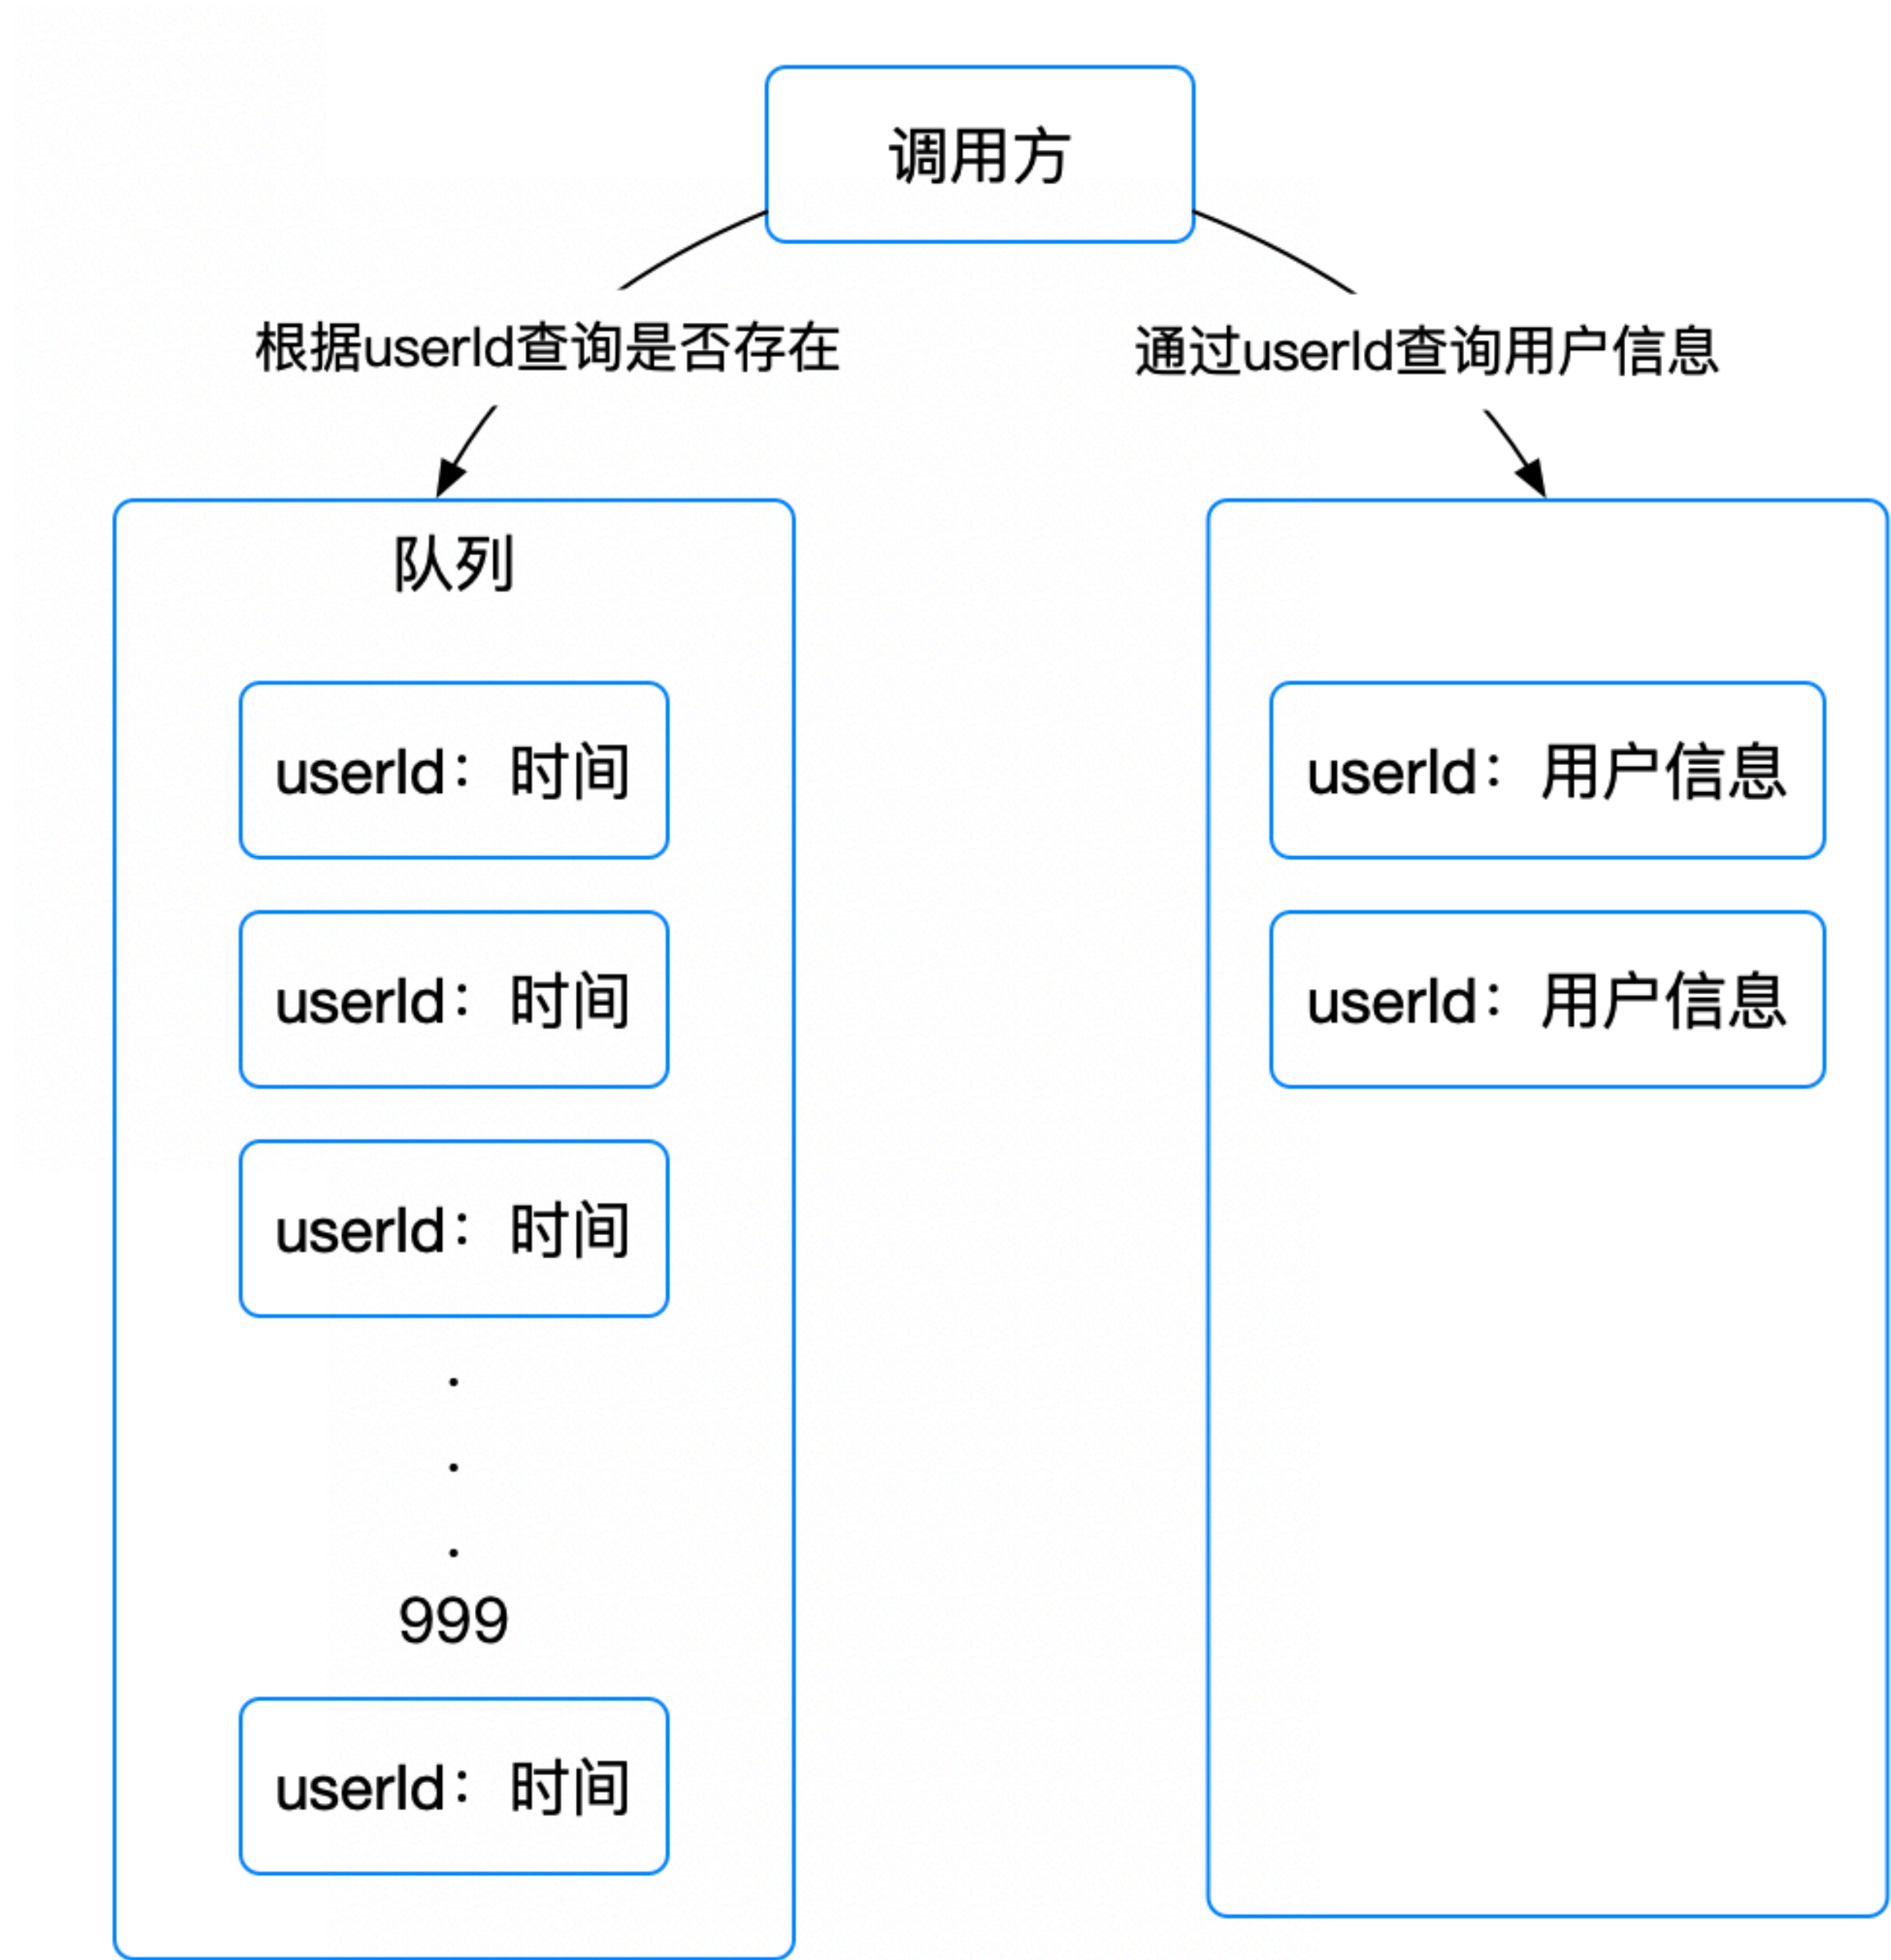 调用方
根据userId查询是否存在
通过userId查询用户信息
队列
userId：时间
userId：时间
userId：时间
.
.
.
999
userId：时间
userId：用户信息
userId：用户信息